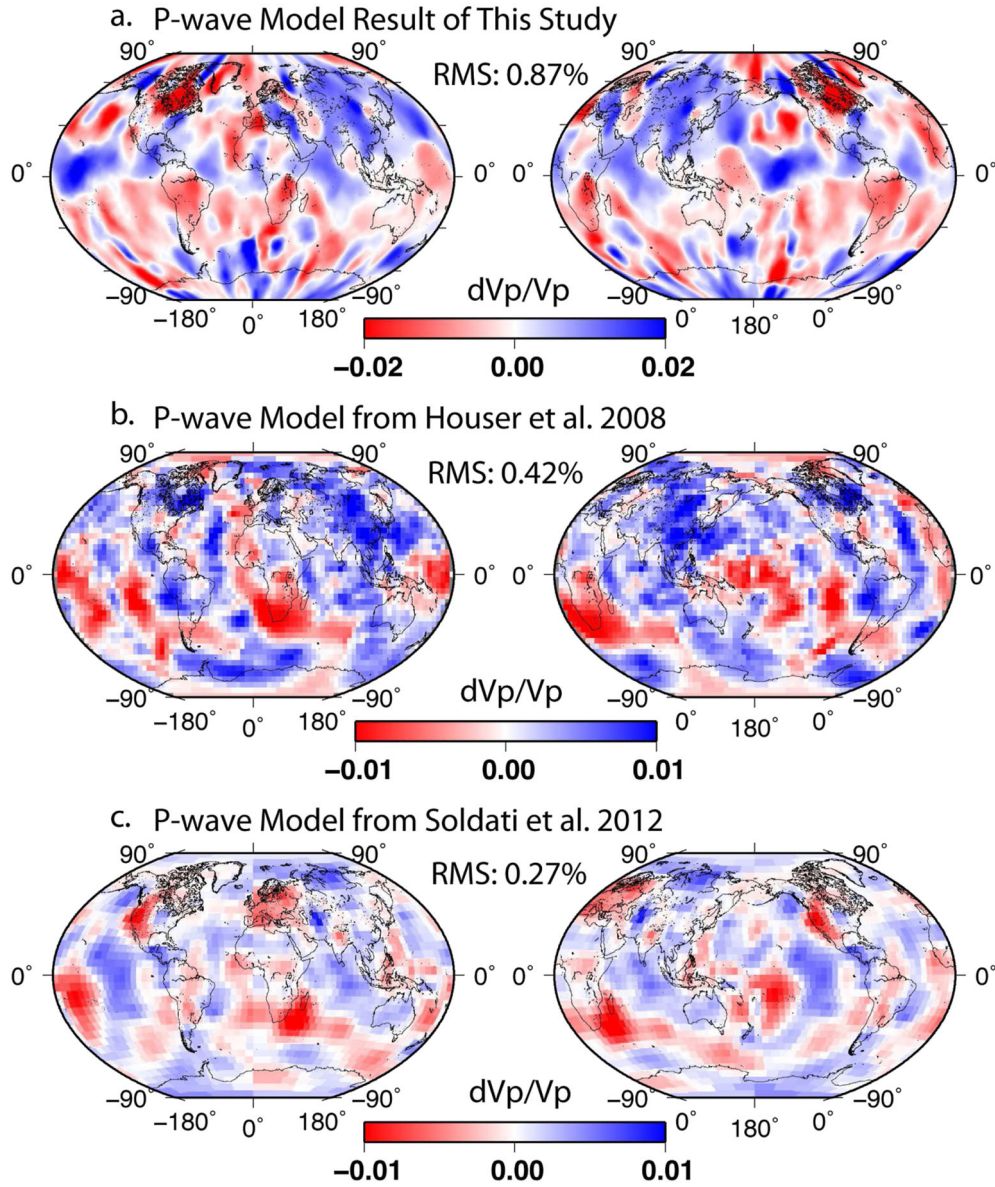 a. P-wave Model Result of This Study
90° 90°
RMS: 0.87%
0° 0° 0° 0°
−90° −90° −90°
dVp/Vp
−180° 0° 180° 0° 180° 0°
−0.02 0.00 0.02
b. P-wave Model from Houser et al. 2008
90° 90°
RMS: 0.42%
0° 0° 0° 0°
−90° −90° −90°
dVp/Vp
−180° 0° 180° 0° 180° 0°
−0.01 0.00 0.01
c. P-wave Model from Soldati et al. 2012
90° 90° 90°
RMS: 0.27%
0° 0° 0° 0°
−90° −90° −90°
dVp/Vp
−180° 0° 180° 0° 180° 0°
−0.01 0.00 0.01